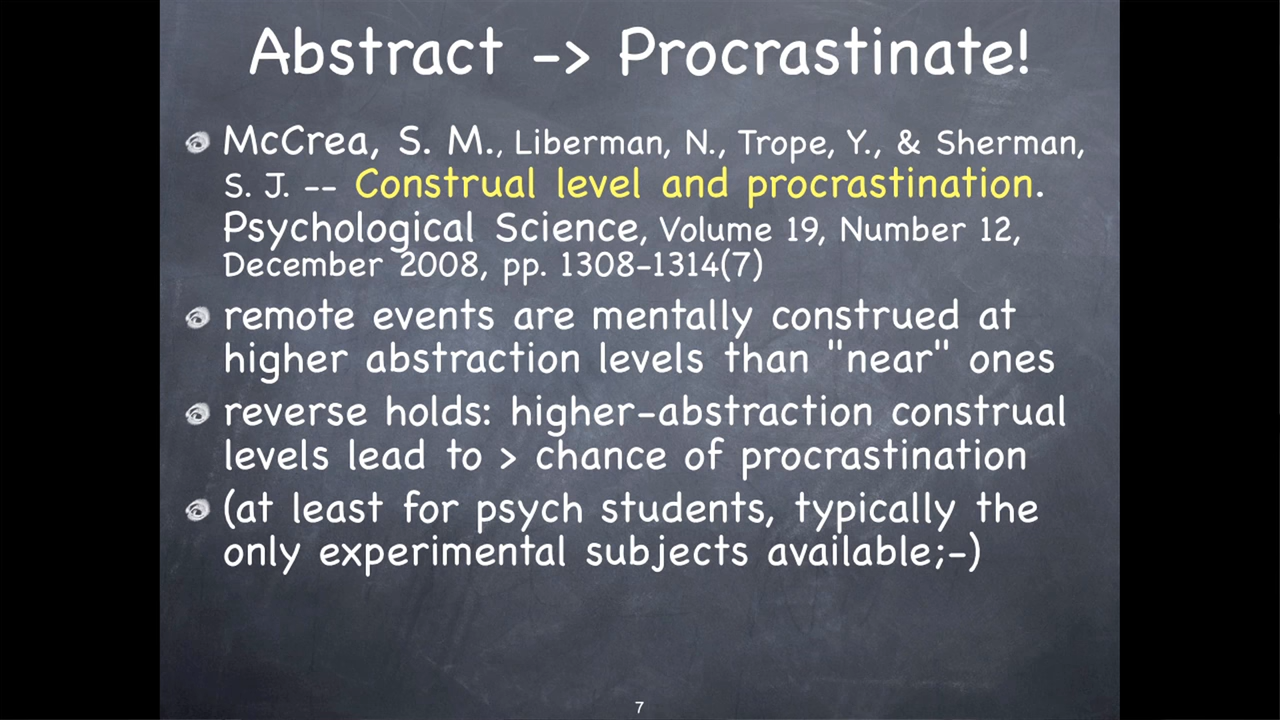 Abstract -> Procrastinate!
McCrea, S. M., Liberman, N., Trope, Y., & Sherman,
S. J. -- Construal level and procrastination.
Psychological Science, Volume 19, Number 12,
December 2008, pp. 1308-1314(7)
remote events are mentally construed at
higher abstraction levels than "near" ones
reverse holds: higher-abstraction construal
levels lead to > chance of procrastination
(at least for psych students, typically the
only experimental subjects available;-)
7